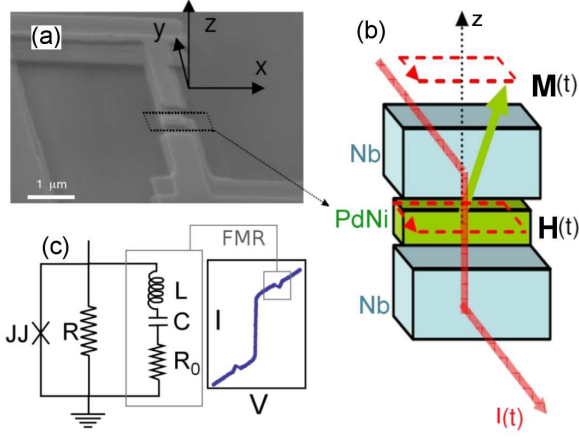 (a)
z
y
x
1 μm
(b)
z
M(t)
Nb
PdNi
H(t)
Nb
I(t)
(c)
FMR
L
C
R
JJ
R0
I
V